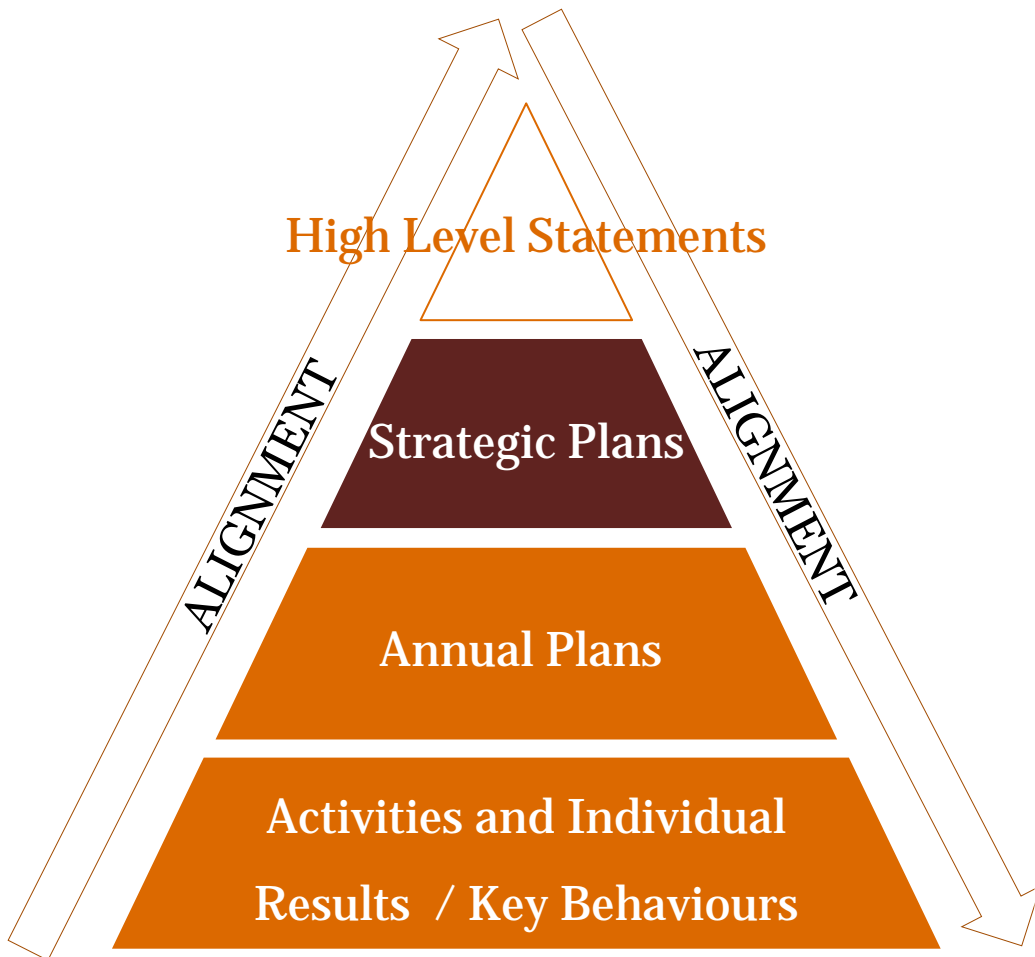 High Level Statements
ALIGNMENT
ALIGNMENT
Strategic Plans
Annual Plans
Activities and Individual
Results / Key Behaviours